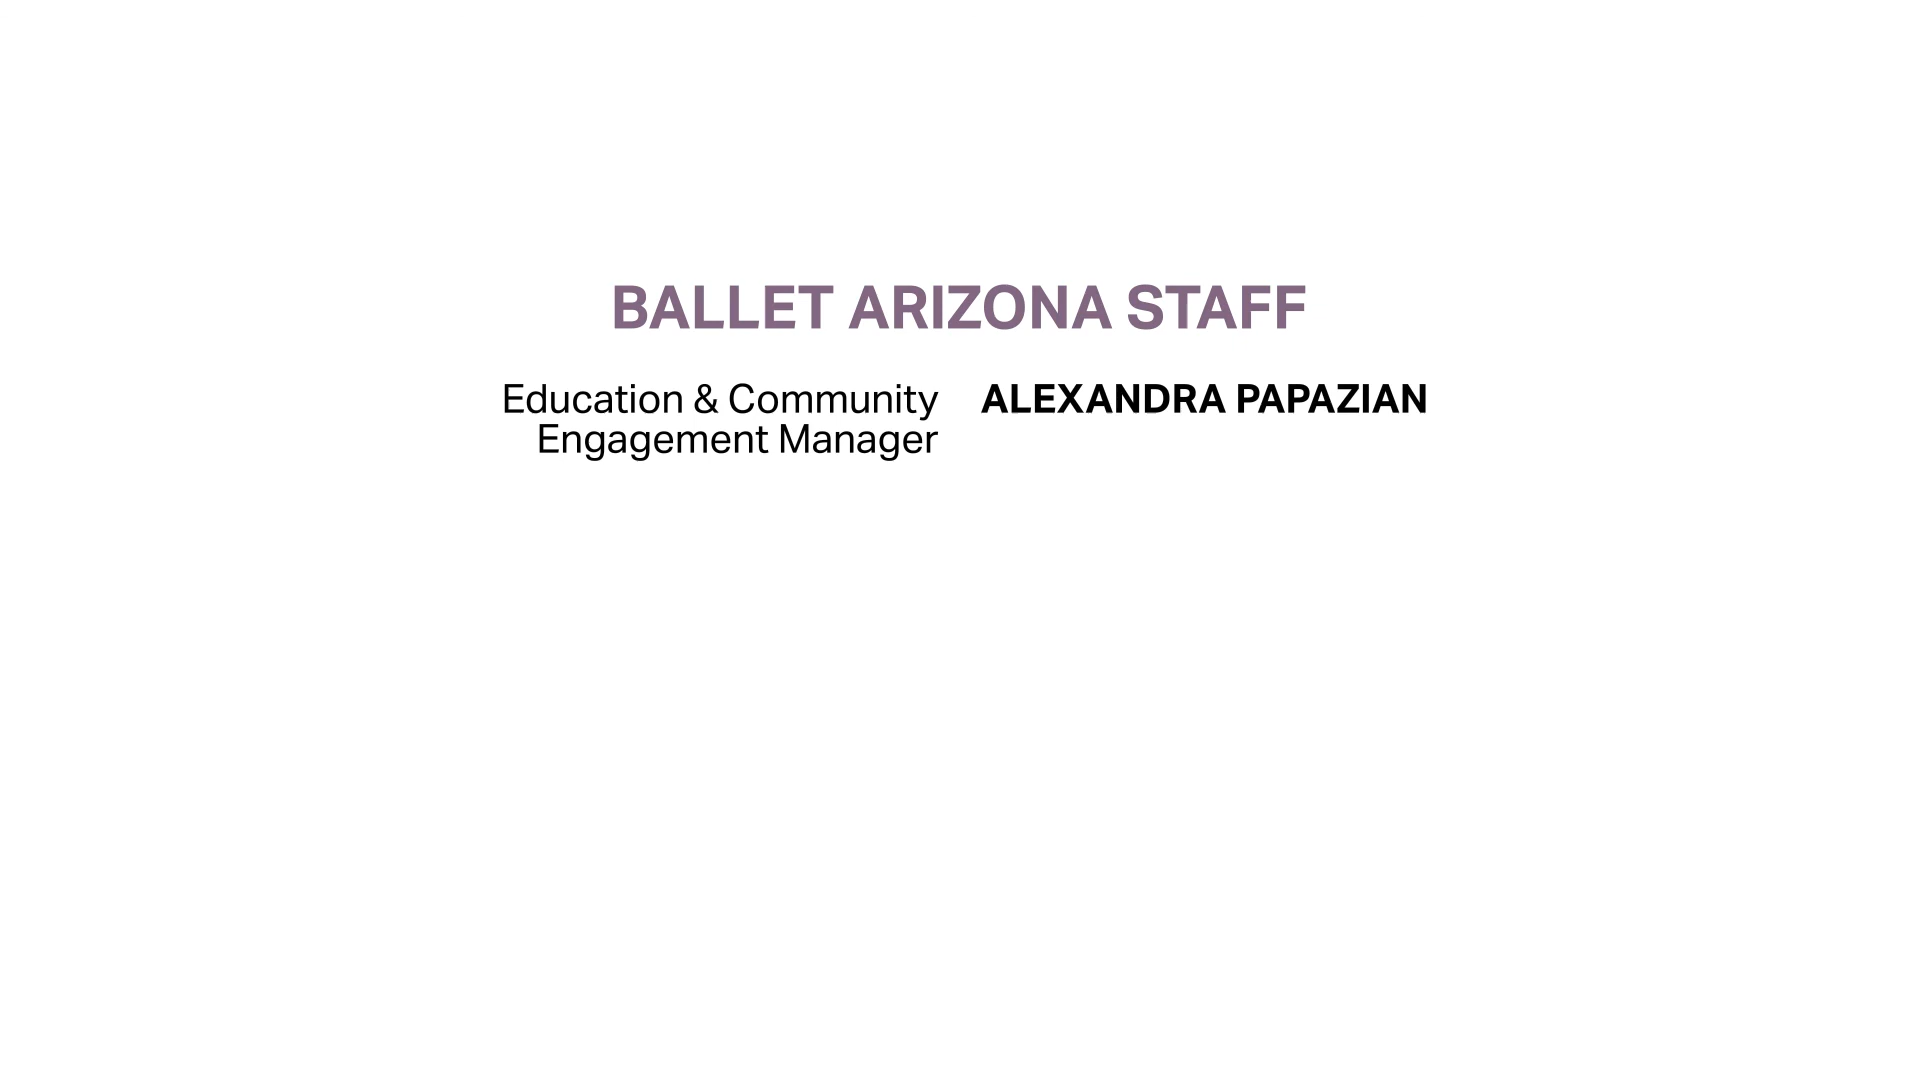 BALLET ARIZONA STAFF
Education & Community ALEXANDRA PAPAZIAN
Engagement Manager